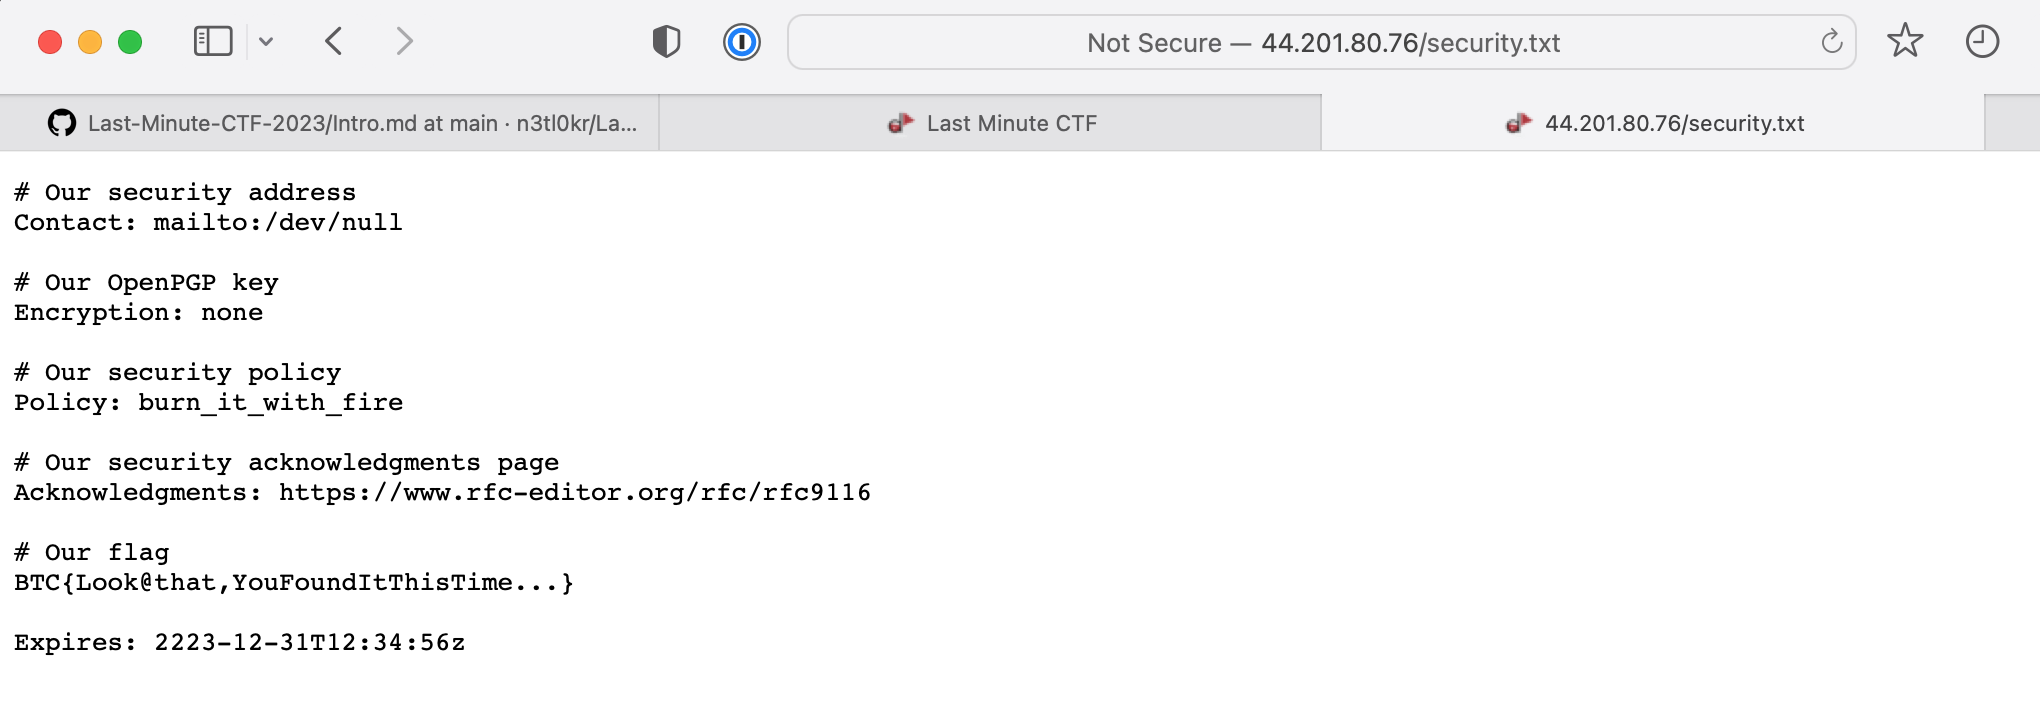 Not Secure — 44.201.80.76/security.txt
Last-Minute-CTF-2023/Intro.md at main · n3tl0kr/La...
Last Minute CTF
44.201.80.76/security.txt
# Our security address
Contact: mailto:/dev/null
# Our OpenPGP key
Encryption: none
# Our security policy
Policy: burn_it_with_fire
# Our security acknowledgments page
Acknowledgments: https://www.rfc-editor.org/rfc/rfc9116
# Our flag
BTC{Look@that,YouFoundItThisTime...}
Expires: 2223-12-31T12:34:56z